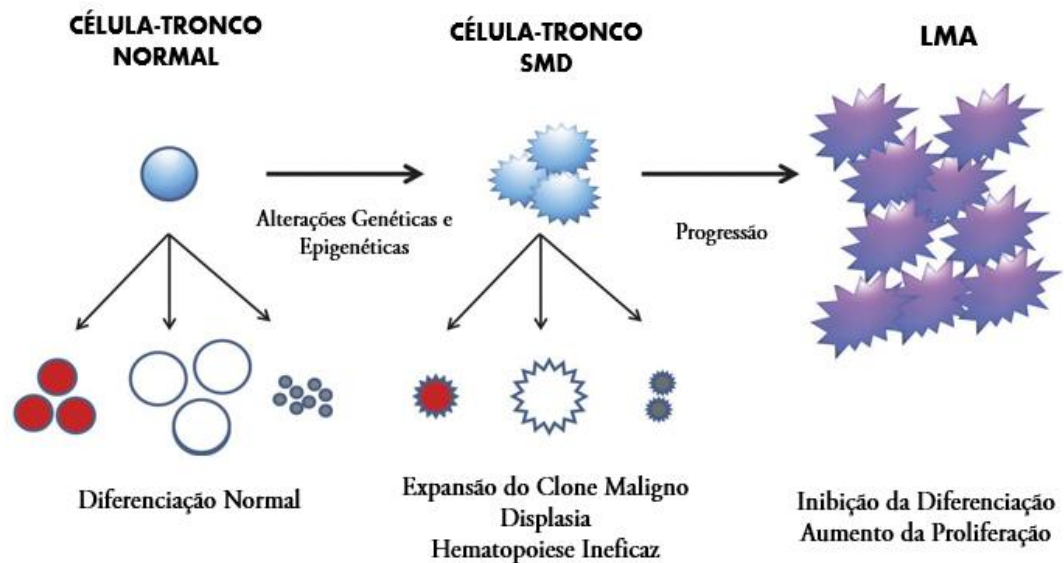 CÉLULA-TRONCO
NORMAL
CÉLULA-TRONCO
SMD
LMA
Alterações Genéticas e
Epigenéticas
Progressão
Diferenciação Normal
Expansão do Clone Maligno
Displasia
Hematopoiese Ineficaz
Inibição da Diferenciação
Aumento da Proliferação